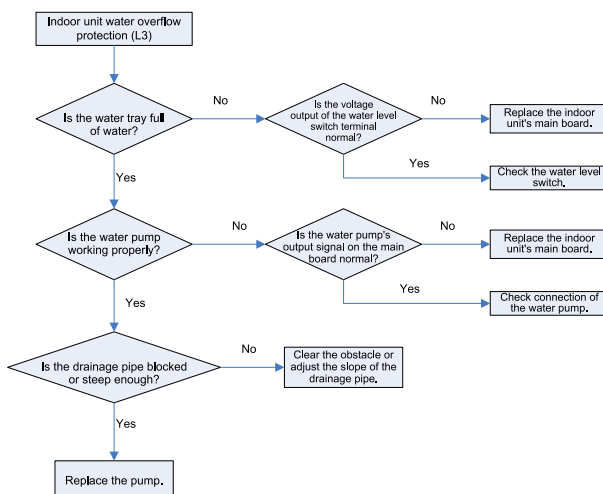 Indoor unit water overflow
protection (L3)
Is the water tray full
of water?
No
Is the voltage
output of the water level
switch terminal
normal?
No
Replace the indoor
unit's main board.
Yes
Check the water level
switch.
Yes
Is the water pump
working properly?
No
Is the water pump's
output signal on the main
board normal?
No
Replace the indoor
unit's main board.
Yes
Check connection of
the water pump.
Yes
Is the drainage pipe blocked
or steep enough?
No
Clear the obstacle or
adjust the slope of the
drainage pipe.
Yes
Replace the pump.